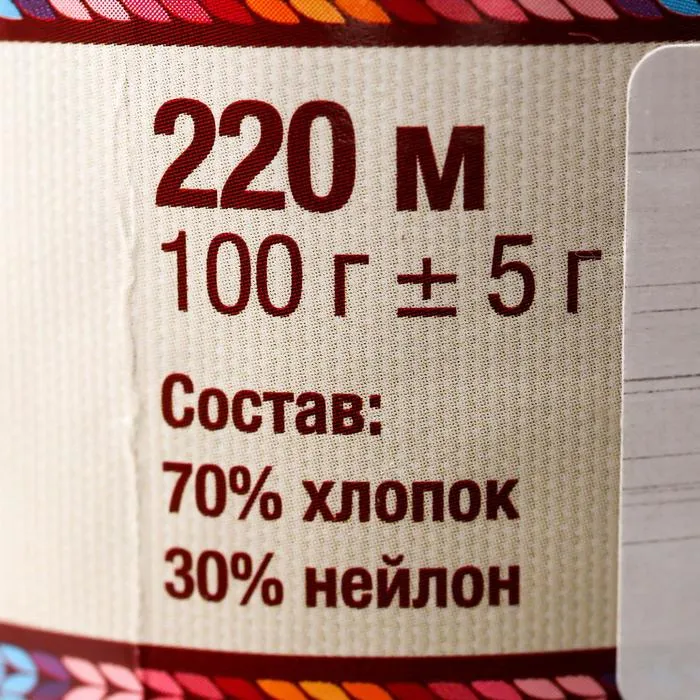 220 м
100 г ± 5 г
Состав:
70% хлопок
30% нейлон